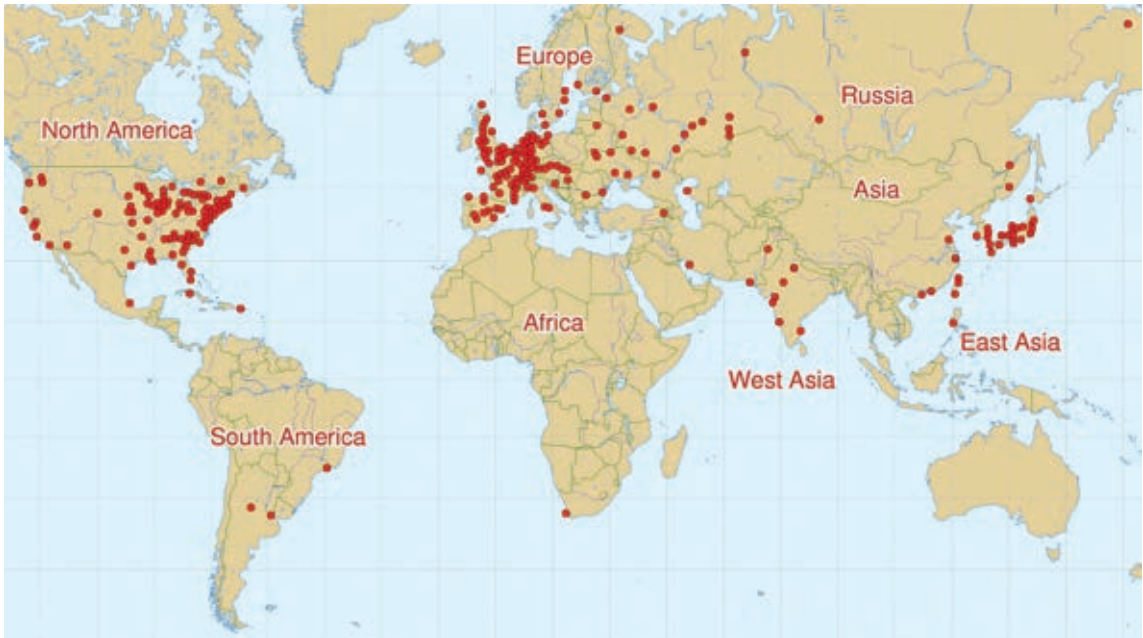 Europe
Russia
North America
Asia
Africa
East Asia
West Asia
South America